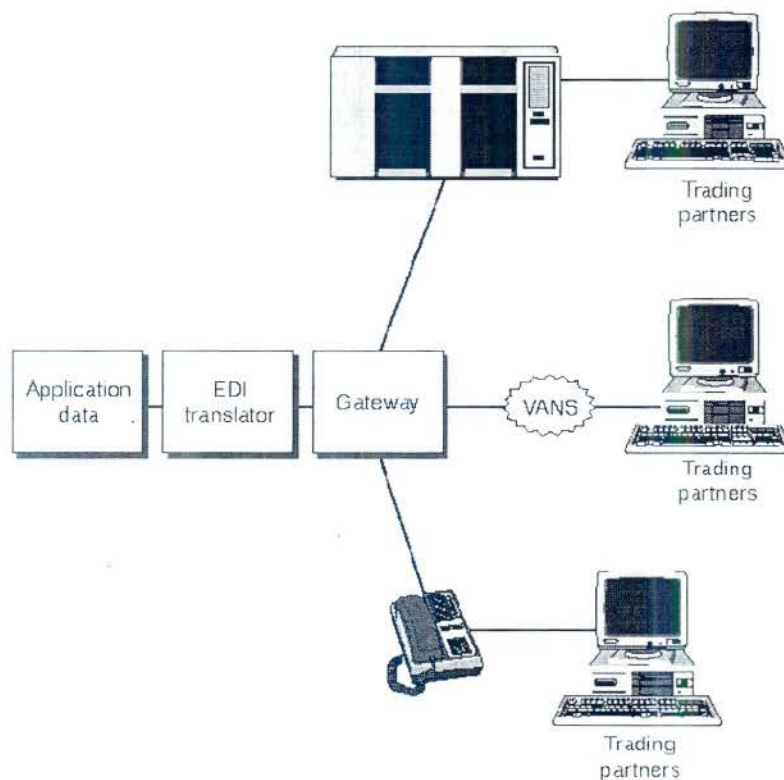 Trading
partners
Application
data
EDI
translator
Gateway
VANS
Trading
partners
Trading
partners